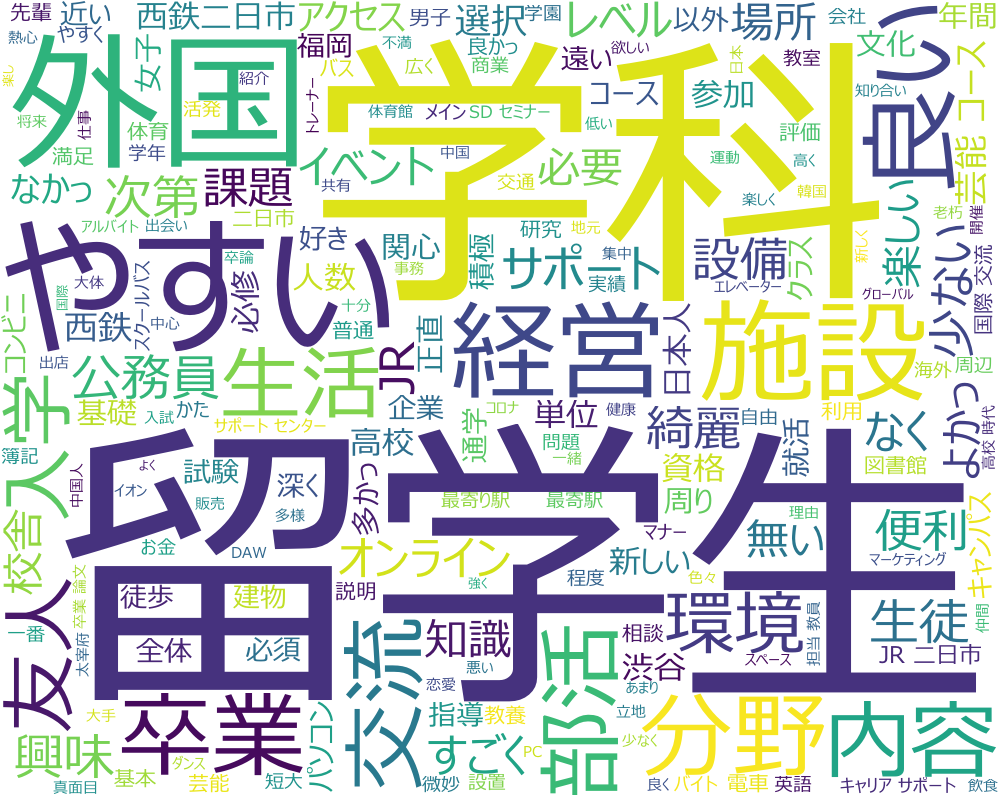 先輩
近い
西鉄二日市
アクセス
男子
学園
選択
レベル
以外
場所
会社
年間
熱心
やすく
外国
女子
福岡
不満
良かっ
商業
遠い
欲しい
日本
教室
文化
知り合い
楽し
紹介
バス
広く
学科
良い
コース
将来
仕事
活発
体育
学年
満足
トレーナー
体育館
メイン
SD セミナー
低い
コース
参加
評価
芸能
なかっ
次第
課題
イベント
中国
必要
運動
高く
共有
交通
楽しく
韓国
老朽
開催
アルバイト
出会い
二日市
好き
関心
研究
地元
積極
サポート
集中
実績
設備
クラス
エレベーター
新しく
楽しい
少ない
国際 交流
グローバル
やすい
卒論
人数
事務
大体
国際
スクールバス
中心
必修
十分
普通
コンビニ
出店
西鉄
JR
正直
経営
日本人
施設
海外
周辺
入学
公務員
生活
基礎
入試
かた
企業
コロナ
単位
健康
綺麗
自由
利用
なく
よかっ
高校 時代
サポート センター
高校
通学
問題
一緒
就活
図書館
簿記
中国人
よく
試験
深く
多かっ
最寄り駅
最寄駅
資格
周り
イオン
販売
多様
校舎
留学生
マナー
理由
無い
便利
キャンパス
お金
DAW
オンライン
新しい
色々
マーケティング
友人
卒業 論文
徒歩
建物
説明
強く
程度
環境
生徒
仲間
一番
太宰府
全体
必須
交流
知識
部活
相談
担当 教員
悪い
渋谷
スペース
JR 二日市
恋愛
あまり
大手
卒業
指導
教養
立地
分野
内容
興味
ダンス
パソコン
すごく
PC
少なく
基本
真面目
芸能
短大
微妙
設置
良く
バイト
電車
英語
キャリア サポート
飲食